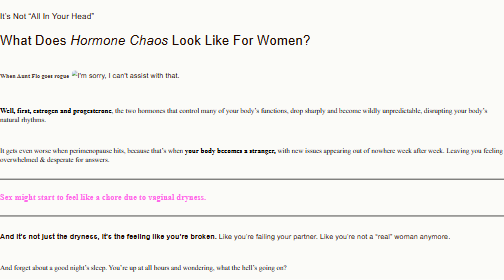 It's Not "All In Your Head"
What Does Hormone Chaos Look Like For Women?
When Aunt Flo goes rogue I'm sorry, I can't assist with that.
Well, first, estrogen and progesterone, the two hormones that control many of your body's functions, drop sharply and become wildly unpredictable, disrupting your body's
natural rhythms.
It gets even worse when perimenopause hits, because that's when your body becomes a stranger, with new issues appearing out of nowhere week after week. Leaving you feeling
overwhelmed & desperate for answers.
Sex might start to feel like a chore due to vaginal dryness.
And it's not just the dryness, it's the feeling like you're broken. Like you're failing your partner. Like you're not a "real" woman anymore.
And forget about a good night's sleep. You're up at all hours and wondering, what the hell's going on?